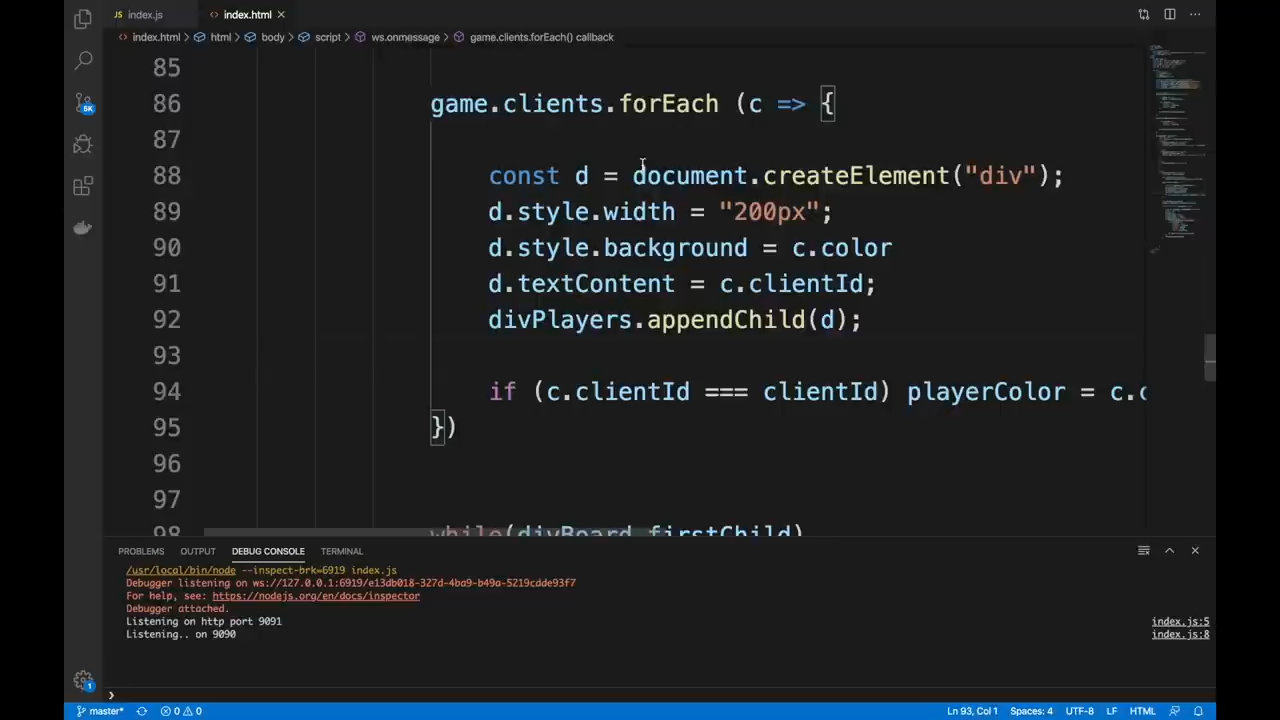 index.js
index.html
index.html > html > body > script > ws.onmessage > game.clients.forEach() callback
85
86 game.clients.forEach (c => {
87
88 const d = document.createElement("div");
89 d.style.width = "200px";
90 d.style.background = c.color
91 d.textContent = c.clientId;
92 divPlayers.appendChild(d);
93
94 if (c.clientId === clientId) playerColor = c.c
95 })
96
97
98 while(divBoard.firstChild)
5K
PROBLEMS OUTPUT DEBUG CONSOLE TERMINAL
/usr/local/bin/node --inspect-brk=6919 index.js
Debugger listening on ws://127.0.0.1:6919/e13db018-327d-4ba9-b49a-5219cdde93f7
For help, see: https://nodejs.org/en/docs/inspector
Debugger attached.
Listening on http port 9091 index.js:5
Listening.. on 9090 index.js:8
1
master* 0 0 Ln 93, Col 1 Spaces: 4 UTF-8 LF HTML